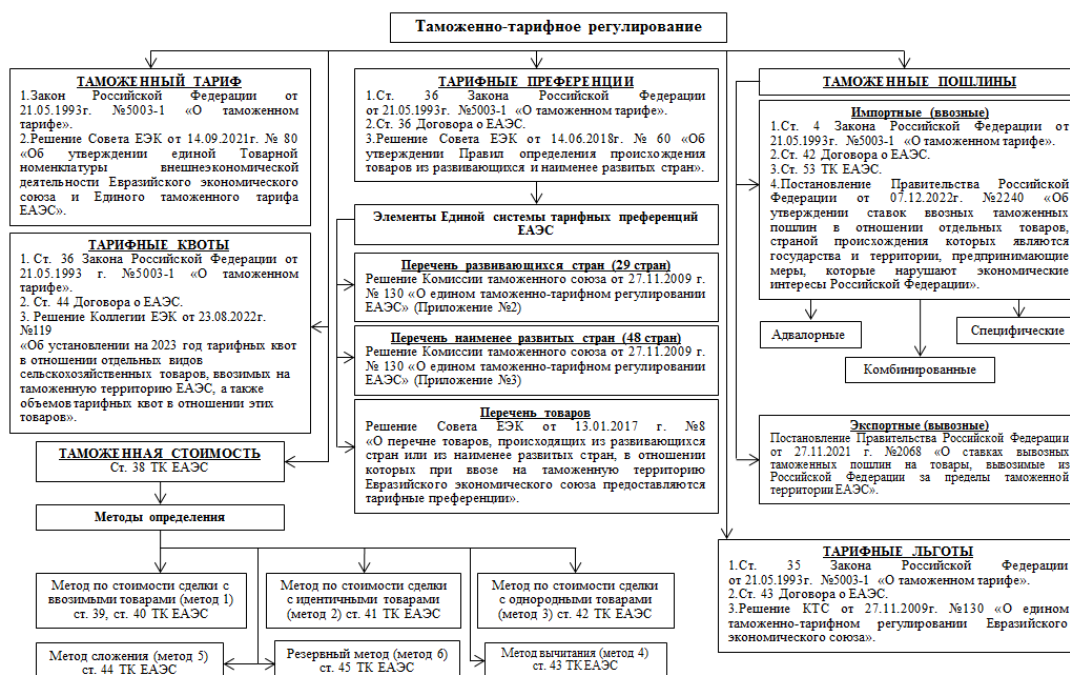 Таможенно-тарифное регулирование
ТАМОЖЕННЫЙ ТАРИФ
1.Закон Российской Федерации от
21.05.1993г. №5003-1 «О таможенном
тарифе».
2.Решение Совета ЕЭК от 14.09.2021г. № 80
«Об утверждении единой Товарной
номенклатуры внешнеэкономической
деятельности Евразийского экономического
союза и Единого таможенного тарифа
ЕАЭС».
ТАРИФНЫЕ КВОТЫ
1. Ст. 36 Закона Российской Федерации от
21.05.1993 г. №5003-1 «О таможенном
тарифе».
2. Ст. 44 Договора о ЕАЭС.
3. Решение Коллегии ЕЭК от 23.08.2022г.
№119
«Об установлении на 2023 год тарифных квот
в отношении отдельных видов
сельскохозяйственных товаров, ввозимых на
таможенную территорию ЕАЭС, а также
объемов тарифных квот в отношении этих
товаров».
ТАМОЖЕННАЯ СТОИМОСТЬ
Ст. 38 ТК ЕАЭС
Методы определения
ТАРИФНЫЕ ПРЕФЕРЕНЦИИ
1.Ст. 36 Закона Российской Федерации
от 21.05.1993г. №5003-1 «О таможенном тарифе».
2.Ст. 36 Договора о ЕАЭС.
3.Решение Совета ЕЭК от 14.06.2018г. № 60 «Об
утверждении Правил определения происхождения
товаров из развивающихся и наименее развитых стран».
Элементы Единой системы тарифных преференций
ЕАЭС
Перечень развивающихся стран (29 стран)
Решение Комиссии таможенного союза от 27.11.2009 г.
№ 130 «О едином таможенно-тарифном регулировании
ЕАЭС» (Приложение №2)
Перечень наименее развитых стран (48 стран)
Решение Комиссии таможенного союза от 27.11.2009 г.
№ 130 «О едином таможенно-тарифном регулировании
ЕАЭС» (Приложение №3)
Перечень товаров
Решение Совета ЕЭК от 13.01.2017 г. №8
«О перечне товаров, происходящих из развивающихся
стран или из наименее развитых стран, в отношении
которых при ввозе на таможенную территорию
Евразийского экономического союза предоставляются
тарифные преференции».
ТАМОЖЕННЫЕ ПОШЛИНЫ
Импортные (ввозные)
1.Ст. 4 Закона Российской Федерации от
21.05.1993г. №5003-1 «О таможенном тарифе».
2.Ст. 42 Договора о ЕАЭС.
3.Ст. 53 ТК ЕАЭС.
4.Постановление Правительства Российской
Федерации от 07.12.2022г. №2240 «Об
утверждении ставок ввозных таможенных
пошлин в отношении отдельных товаров,
страной происхождения которых являются
государства и территории, предпринимающие
меры, которые нарушают экономические
интересы Российской Федерации».
Адвалорные
Специфические
Комбинированные
Экспортные (вывозные)
Постановление Правительства Российской Федерации
от 27.11.2021 г. №2068 «О ставках вывозных
таможенных пошлин на товары, вывозимые из
Российской Федерации за пределы таможенной
территории ЕАЭС».
ТАРИФНЫЕ ЛЬГОТЫ
1.Ст. 35 Закона Российской Федерации
от 21.05.1993г. №5003-1 «О таможенном тарифе».
2.Ст. 43 Договора о ЕАЭС.
3.Решение КТС от 27.11.2009г. №130 «О едином
таможенно-тарифном регулировании Евразийского
экономического союза».
Метод по стоимости сделки с
ввозимыми товарами (метод 1)
ст. 39, ст. 40 ТК ЕАЭС
Метод по стоимости сделки
с идентичными товарами
(метод 2) ст. 41 ТК ЕАЭС
Метод по стоимости сделки
с однородными товарами
(метод 3) ст. 42 ТК ЕАЭС
Метод сложения (метод 5)
ст. 44 ТК ЕАЭС
Резервный метод (метод 6)
ст. 45 ТК ЕАЭС
Метод вычитания (метод 4)
ст. 43 ТК ЕАЭС